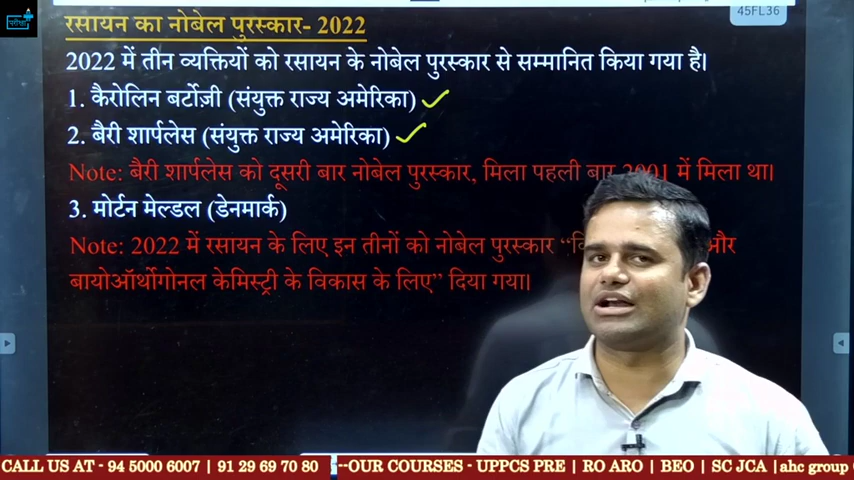 परीक्षा
45FL36
रसायन का नोबेल पुरस्कार- 2022
2022 में तीन व्यक्तियों को रसायन के नोबेल पुरस्कार से सम्मानित किया गया है।
1. कैरोलिन बर्टोज़ी (संयुक्त राज्य अमेरिका)
2. बैरी शार्पलेस (संयुक्त राज्य अमेरिका)
Note: बैरी शार्पलेस को दूसरी बार नोबेल पुरस्कार, मिला पहली बार 2001 में मिला था।
3. मोर्टन मेल्डल (डेनमार्क)
Note: 2022 में रसायन के लिए इन तीनों को नोबेल पुरस्कार “ और
बायोऑर्थोगोनल केमिस्ट्री के विकास के लिए” दिया गया।
CALL US AT - 94 5000 6007 | 91 29 69 70 80 --OUR COURSES - UPPCS PRE | RO ARO | BEO | SC JCA |ahc group